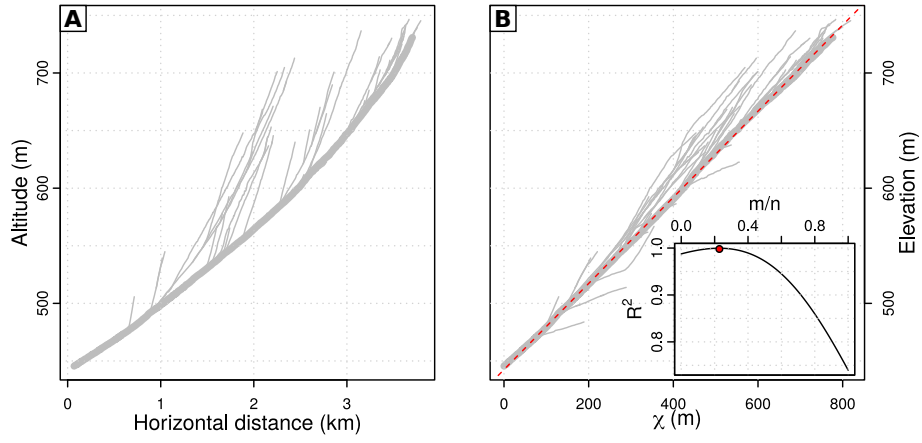 A
B
Altitude (m)
700
600
500
0
1
2
3
Horizontal distance (km)
700
600
500
Elevation (m)
0
200
400
600
800
χ (m)
m/n
0.0
0.4
0.8
1.0
0.9
0.8
R²